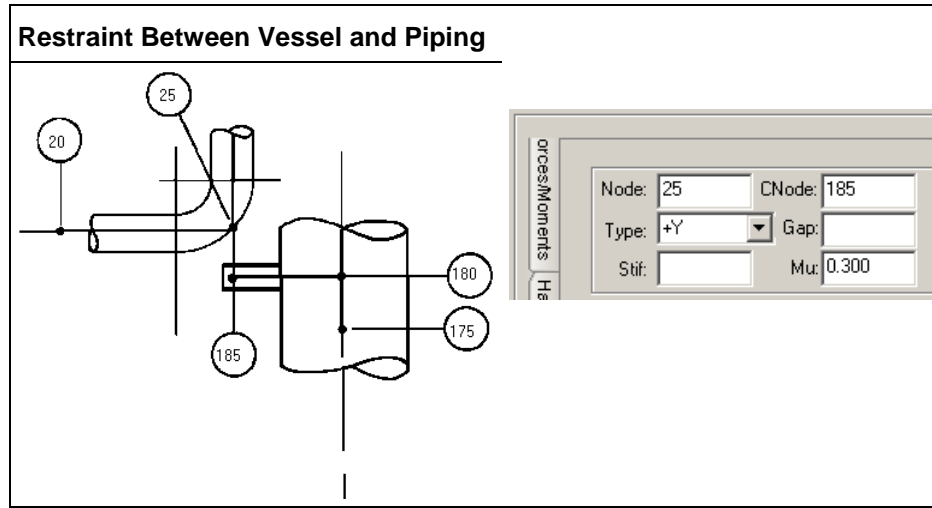 Restraint Between Vessel and Piping
25
20
180
175
185
orces/Moments
Ha
Node: 25 CNode: 185
Type: +Y Gap:
Stif: Mu: 0.300